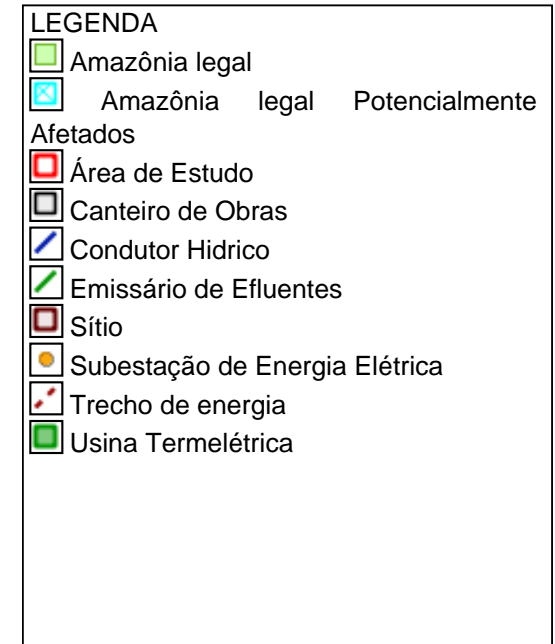 LEGENDA
Amazônia legal
Amazônia legal Potencialmente
Afetados
Área de Estudo
Canteiro de Obras
Condutor Hidrico
Emissário de Efluentes
Sítio
Subestação de Energia Elétrica
Trecho de energia
Usina Termelétrica